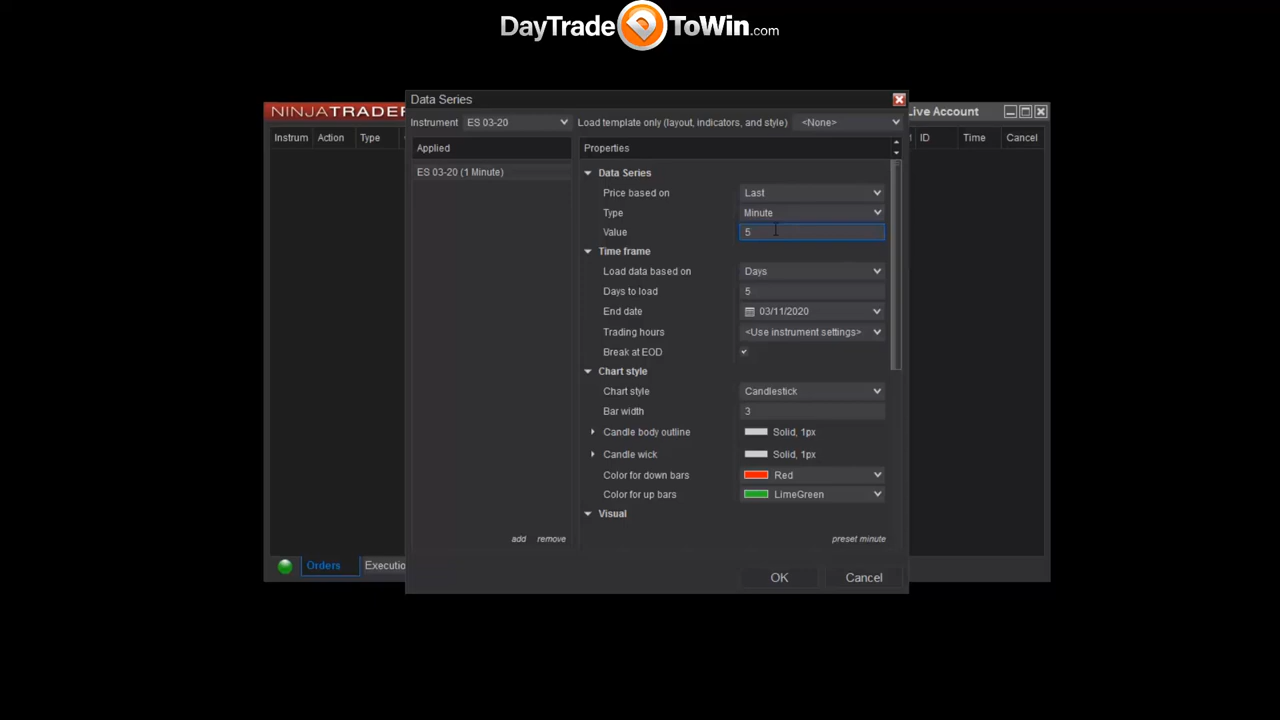 DayTrade ToWin.com
Data Series
NINJATRADER
Live Account
Instrument ES 03-20 Load template only (layout, indicators, and style) <None>
Instrum Action Type ID Time Cancel
Applied Properties
ES 03-20 (1 Minute)
Data Series
Price based on Last
Type Minute
Value 5
Time frame
Load data based on Days
Days to load 5
End date 03/11/2020
Trading hours <Use instrument settings>
Break at EOD
Chart style
Chart style Candlestick
Bar width 3
Candle body outline Solid, 1px
Candle wick Solid, 1px
Color for down bars Red
Color for up bars LimeGreen
Visual
add remove preset minute
Orders Executio
OK Cancel